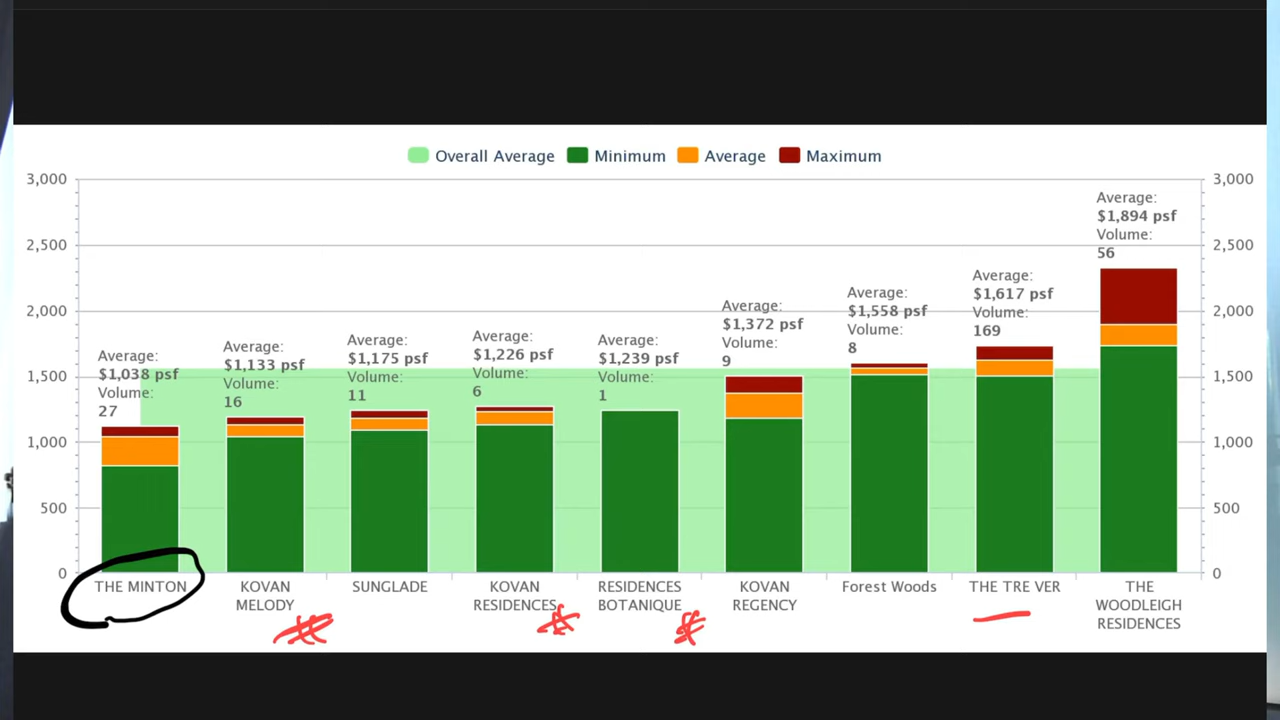 Overall Average Minimum Average Maximum
3,000 3,000
2,500 2,500
2,000 2,000
1,500 1,500
1,000 1,000
500 500
0 0
Average:
$1,038 psf
Volume:
27
Average:
$1,133 psf
Volume:
16
Average:
$1,175 psf
Volume:
11
Average:
$1,226 psf
Volume:
6
Average:
$1,239 psf
Volume:
1
Average:
$1,372 psf
Volume:
9
Average:
$1,558 psf
Volume:
8
Average:
$1,617 psf
Volume:
169
Average:
$1,894 psf
Volume:
56
THE MINTON
KOVAN
MELODY
SUNGLADE
KOVAN
RESIDENCES
RESIDENCES
BOTANIQUE
KOVAN
REGENCY
Forest Woods
THE TRE VER
THE
WOODLEIGH
RESIDENCES